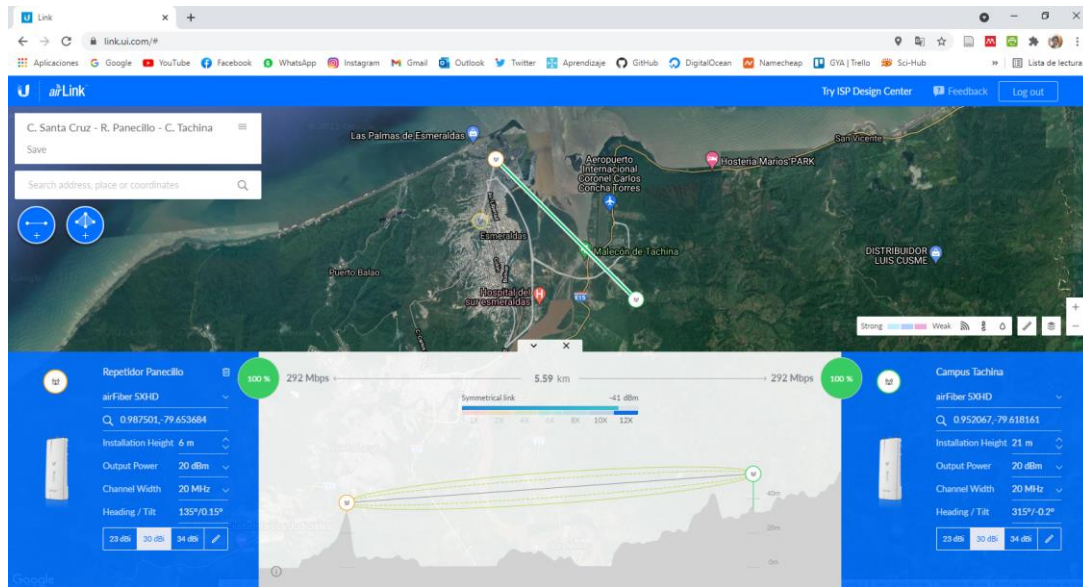 Link
link.ui.com/#
Aplicaciones Google YouTube Facebook WhatsApp Instagram Gmail Outlook Twitter Aprendizaje GitHub DigitalOcean Namecheap GYA | Trello Sci-Hub » Lista de lectura
airLink Try ISP Design Center Feedback Log out
C. Santa Cruz - R. Panecillo - C. Tachina
Save
Search address, place or coordinates
Las Palmas de Esmeraldas
San Vicente
Aeropuerto
Internacional
Coronel Carlos
Concha Torres
Hosteria Marios PARK
Esmeraldas
Malecón de Tachina
DISTRIBUIDOR
LUIS CUSME
Puerto Balao
Hospital del
sur esmeraldas
E15
Strong Weak
Repetidor Panecillo
airFiber 5XHD
0.987501,-79.653684
Installation Height 6 m
Output Power 20 dBm
Channel Width 20 MHz
Heading / Tilt 135°/0.15°
23 dBi 30 dBi 34 dBi
100 % 292 Mbps 5.59 km 292 Mbps 100 %
Symmetrical link -41 dBm
1X 2X 4X 6X 8X 10X 12X
40m
20m
0m
Campus Tachina
airFiber 5XHD
0.952067,-79.618161
Installation Height 21 m
Output Power 20 dBm
Channel Width 20 MHz
Heading / Tilt 315°/-0.2°
23 dBi 30 dBi 34 dBi
Google